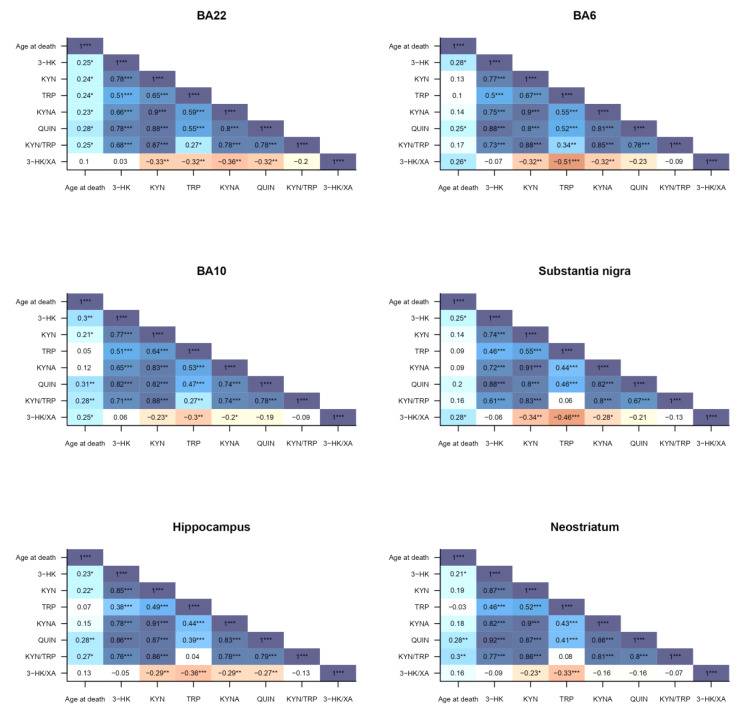 BA22
Age at death 1***
3−HK 0.25* 1***
KYN 0.24* 0.78*** 1***
TRP 0.24* 0.51*** 0.65*** 1***
KYNA 0.23* 0.66*** 0.9*** 0.59*** 1***
QUIN 0.28* 0.78*** 0.88*** 0.55*** 0.8*** 1***
KYN/TRP 0.25* 0.68*** 0.87*** 0.27* 0.78*** 0.78*** 1***
3−HK/XA 0.1 0.03 −0.33** −0.32** −0.36** −0.32** −0.2 1***
Age at death 3−HK KYN TRP KYNA QUIN KYN/TRP 3−HK/XA
BA6
Age at death 1***
3−HK 0.28* 1***
KYN 0.13 0.77*** 1***
TRP 0.1 0.5*** 0.67*** 1***
KYNA 0.14 0.75*** 0.9*** 0.55*** 1***
QUIN 0.25* 0.88*** 0.8*** 0.52*** 0.81*** 1***
KYN/TRP 0.17 0.73*** 0.88*** 0.34** 0.85*** 0.76*** 1***
3−HK/XA 0.26* −0.07 −0.32** −0.51*** −0.32** −0.23 −0.09 1***
Age at death 3−HK KYN TRP KYNA QUIN KYN/TRP 3−HK/XA
BA10
Age at death 1***
3−HK 0.3** 1***
KYN 0.21* 0.77*** 1***
TRP 0.05 0.51*** 0.64*** 1***
KYNA 0.12 0.65*** 0.83*** 0.53*** 1***
QUIN 0.31** 0.82*** 0.82*** 0.47*** 0.74*** 1***
KYN/TRP 0.28** 0.71*** 0.88*** 0.27** 0.74*** 0.78*** 1***
3−HK/XA 0.25* 0.06 −0.23* −0.3** −0.2* −0.19 −0.09 1***
Age at death 3−HK KYN TRP KYNA QUIN KYN/TRP 3−HK/XA
Substantia nigra
Age at death 1***
3−HK 0.25* 1***
KYN 0.14 0.74*** 1***
TRP 0.09 0.46*** 0.55*** 1***
KYNA 0.09 0.72*** 0.91*** 0.44*** 1***
QUIN 0.2 0.88*** 0.8*** 0.46*** 0.82*** 1***
KYN/TRP 0.16 0.61*** 0.83*** 0.06 0.8*** 0.67*** 1***
3−HK/XA 0.28* −0.06 −0.34** −0.46*** −0.28* −0.21 −0.13 1***
Age at death 3−HK KYN TRP KYNA QUIN KYN/TRP 3−HK/XA
Hippocampus
Age at death 1***
3−HK 0.23* 1***
KYN 0.22* 0.85*** 1***
TRP 0.07 0.38*** 0.49*** 1***
KYNA 0.15 0.78*** 0.91*** 0.44*** 1***
QUIN 0.28** 0.86*** 0.87*** 0.39*** 0.83*** 1***
KYN/TRP 0.27* 0.76*** 0.86*** 0.04 0.78*** 0.79*** 1***
3−HK/XA 0.13 −0.05 −0.29** −0.36*** −0.29** −0.27** −0.13 1***
Age at death 3−HK KYN TRP KYNA QUIN KYN/TRP 3−HK/XA
Neostriatum
Age at death 1***
3−HK 0.21* 1***
KYN 0.19 0.87*** 1***
TRP −0.03 0.46*** 0.52*** 1***
KYNA 0.18 0.82*** 0.9*** 0.43*** 1***
QUIN 0.28** 0.92*** 0.87*** 0.41*** 0.86*** 1***
KYN/TRP 0.3** 0.77*** 0.86*** 0.08 0.81*** 0.8*** 1***
3−HK/XA 0.16 −0.09 −0.23* −0.33*** −0.16 −0.16 −0.07 1***
Age at death 3−HK KYN TRP KYNA QUIN KYN/TRP 3−HK/XA